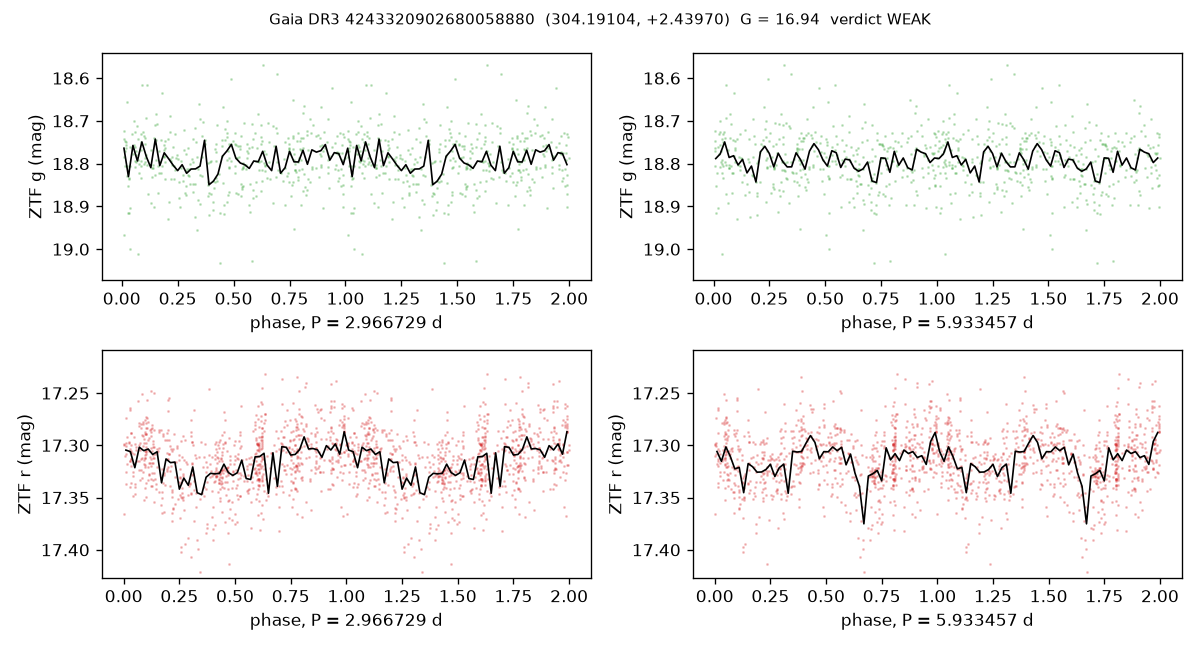 Gaia DR3 4243320902680058880 (304.19104, +2.43970) G = 16.94 verdict WEAK
ZTF g (mag)
18.6
18.7
18.8
18.9
19.0
0.00 0.25 0.50 0.75 1.00 1.25 1.50 1.75 2.00
phase, P = 2.966729 d
ZTF g (mag)
18.6
18.7
18.8
18.9
19.0
0.00 0.25 0.50 0.75 1.00 1.25 1.50 1.75 2.00
phase, P = 5.933457 d
ZTF r (mag)
17.25
17.30
17.35
17.40
0.00 0.25 0.50 0.75 1.00 1.25 1.50 1.75 2.00
phase, P = 2.966729 d
ZTF r (mag)
17.25
17.30
17.35
17.40
0.00 0.25 0.50 0.75 1.00 1.25 1.50 1.75 2.00
phase, P = 5.933457 d